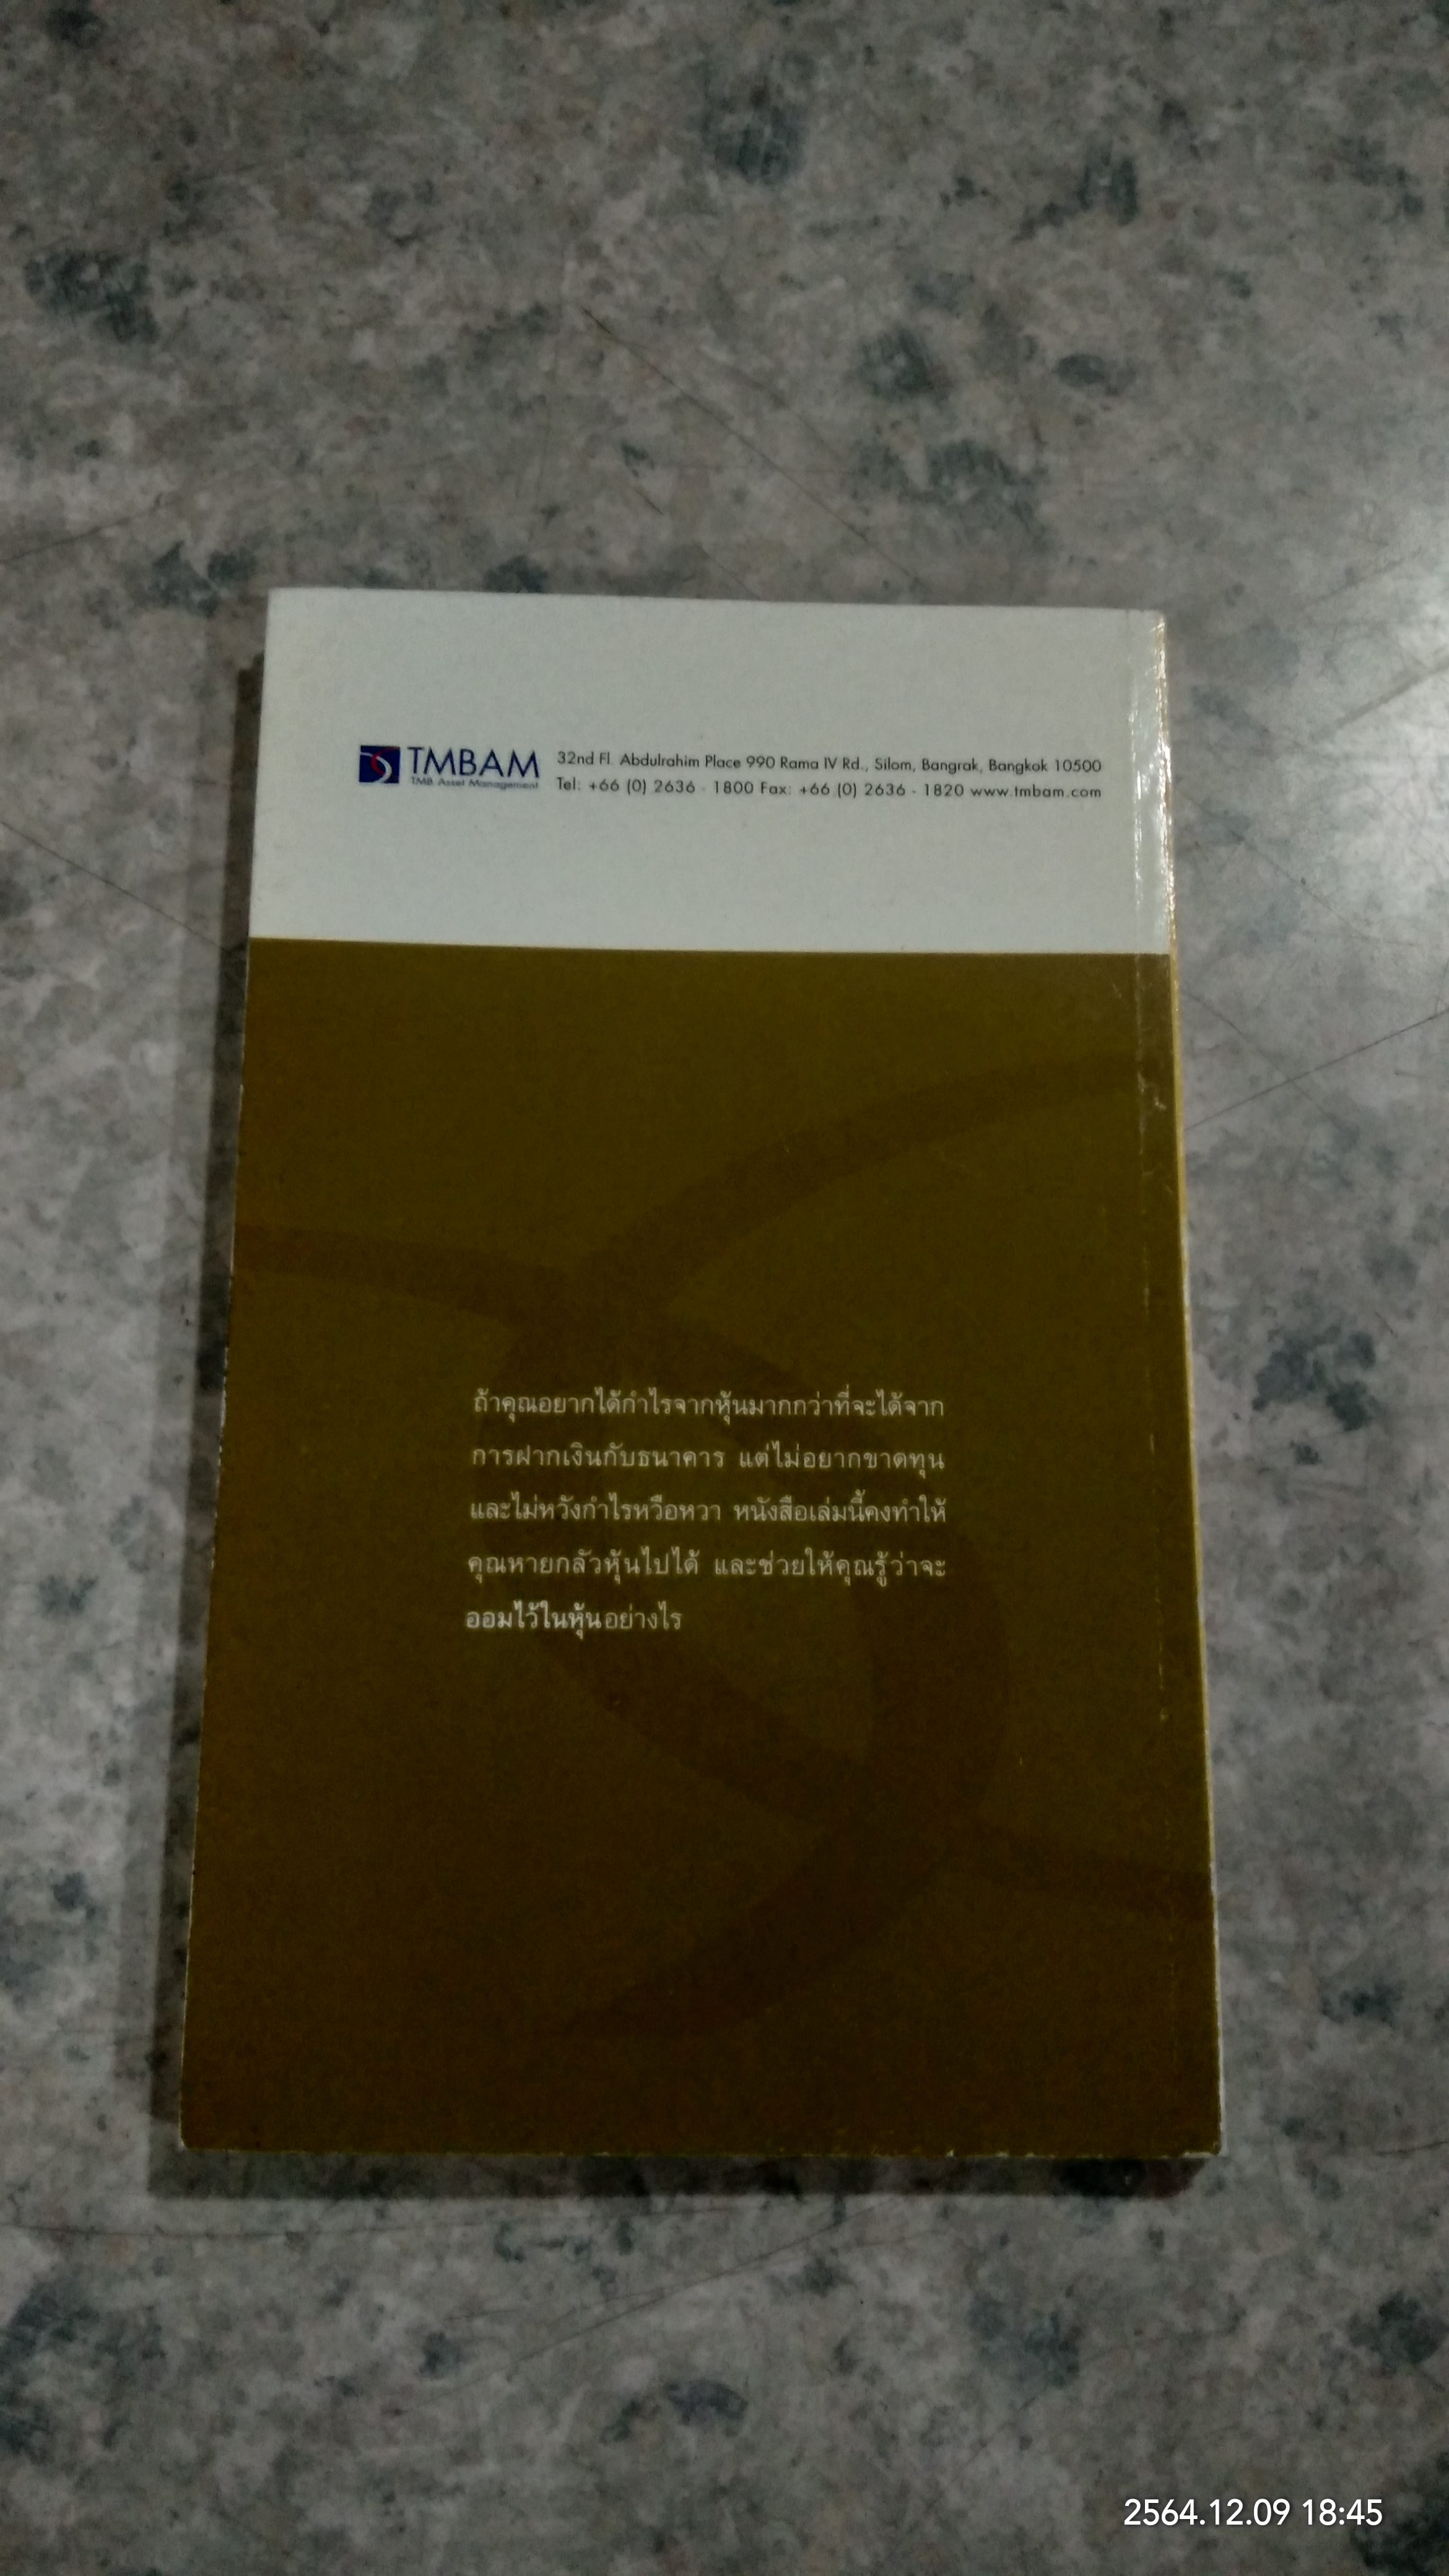 TMBAM
TMB Asset Management
32nd Fl. Abdulrahim Place 990 Rama IV Rd., Silom, Bangrak, Bangkok 10500
Tel: +66 (0) 2636 - 1800 Fax: +66 (0) 2636 - 1820 www.tmbam.com
ถ้าคุณอยากได้กำไรจากหุ้นมากกว่าที่จะได้จาก
การฝากเงินกับธนาคาร แต่ไม่อยากขาดทุน
และไม่หวังกำไรหวือหวา หนังสือเล่มนี้คงทำให้
คุณหายกลัวหุ้นไปได้ และช่วยให้คุณรู้ว่าจะ
ออมไว้ในหุ้นอย่างไร
2564.12.09 18:45